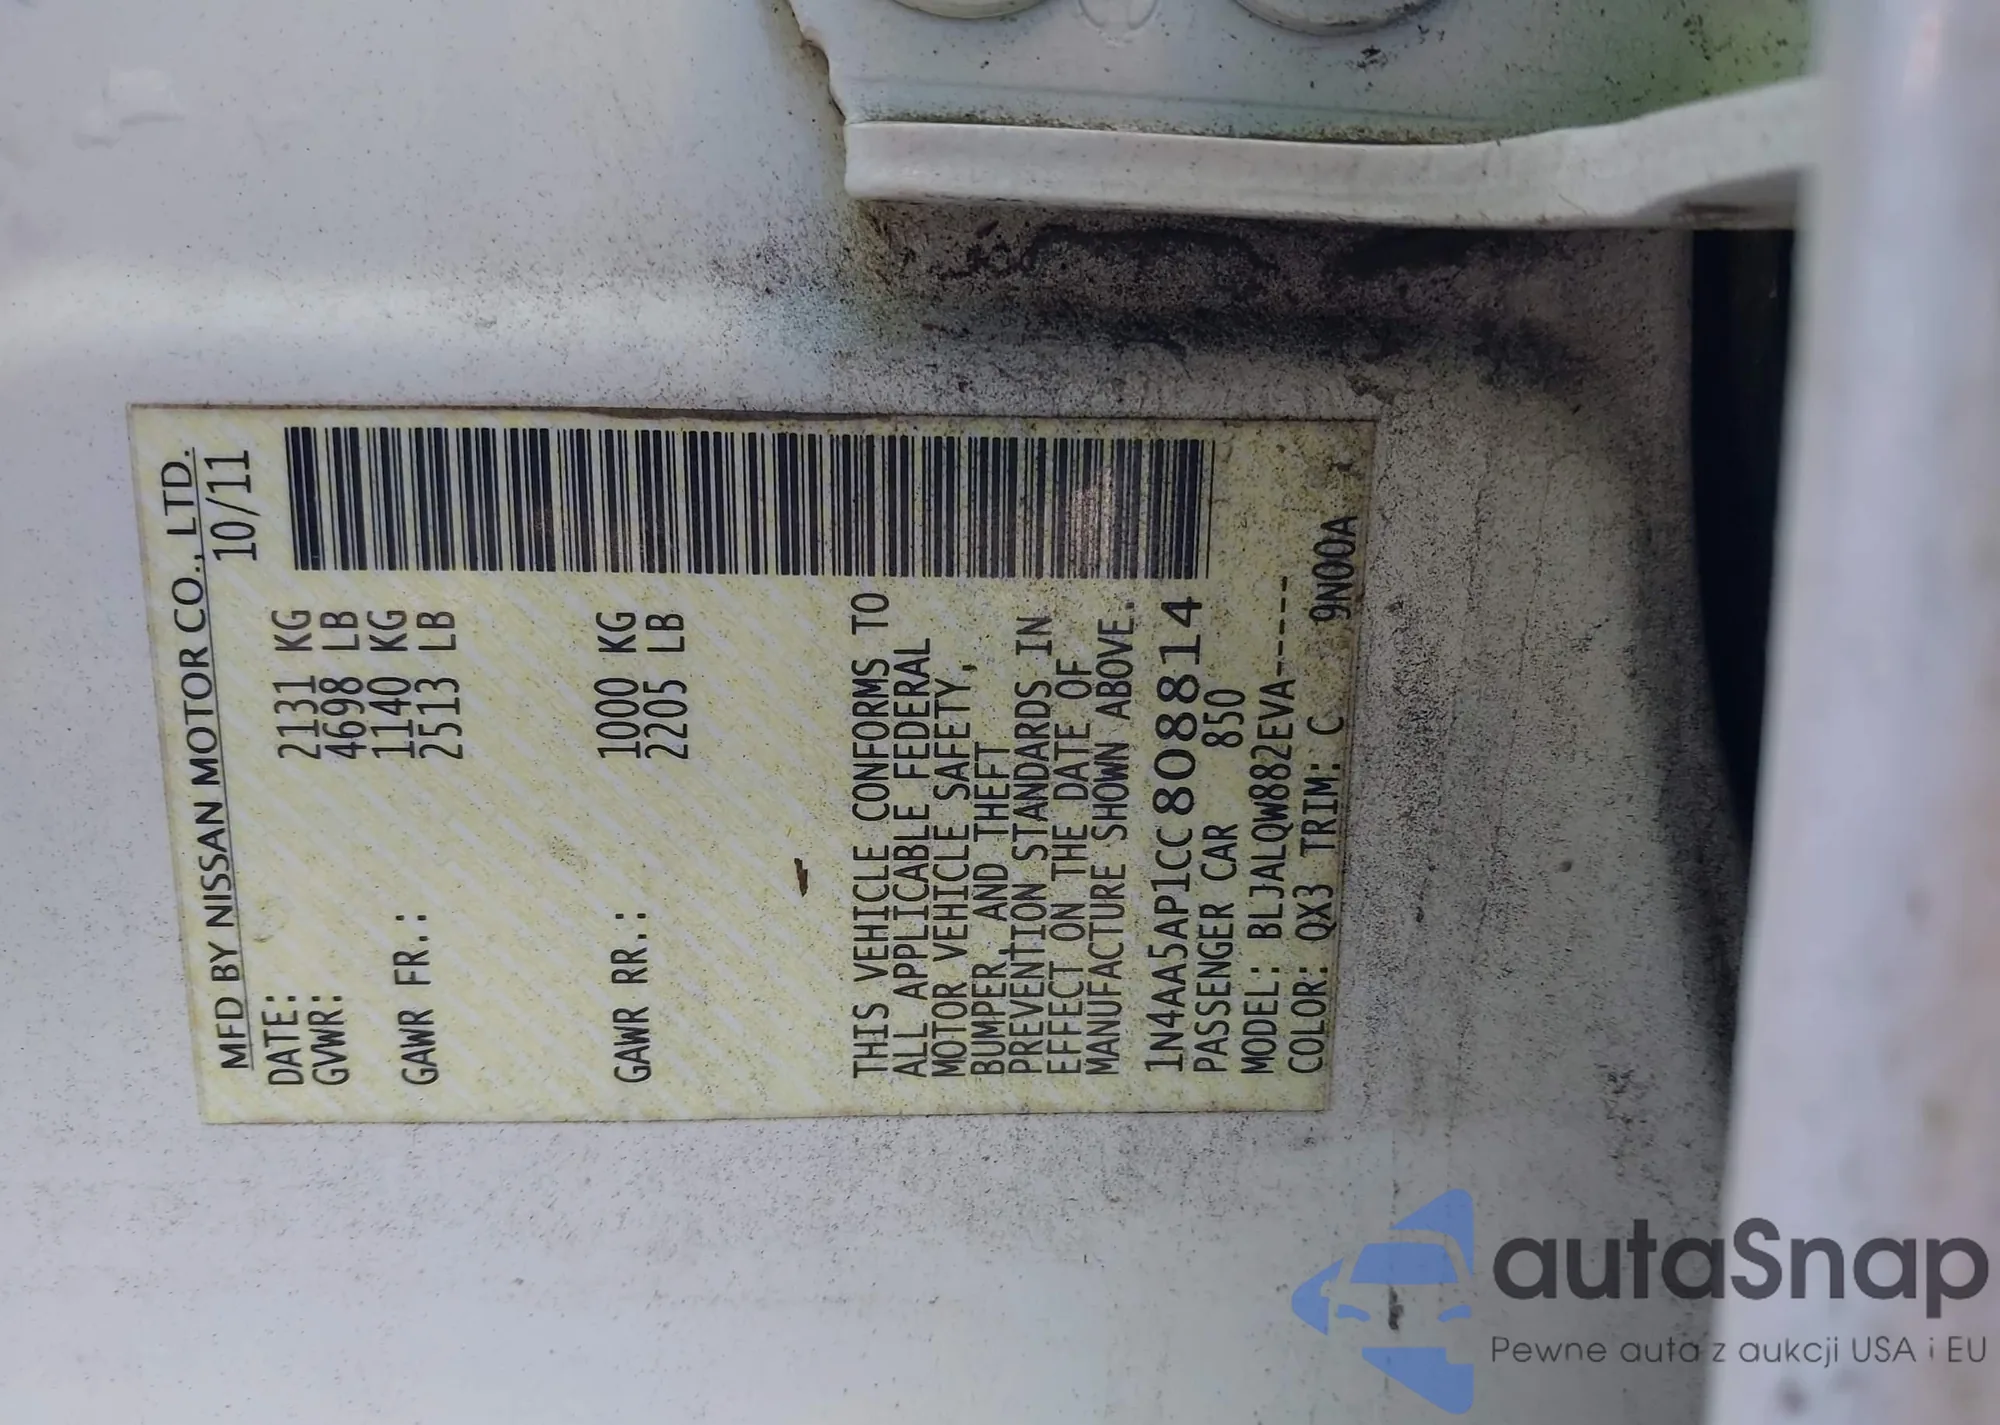 MFD BY NISSAN MOTOR CO., LTD.
DATE: 10/11
GVWR: 2131 KG
4698 LB
GAWR FR.: 1140 KG
2513 LB
GAWR RR.: 1000 KG
2205 LB
THIS VEHICLE CONFORMS TO
ALL APPLICABLE FEDERAL
MOTOR VEHICLE SAFETY,
BUMPER, AND THEFT
PREVENTION STANDARDS IN
EFFECT ON THE DATE OF
MANUFACTURE SHOWN ABOVE.
1N4AA5AP1CC808814
PASSENGER CAR 850
MODEL: BLJALQW882EVA-----
COLOR: QX3 TRIM: C 9N00A
autaSnap
Pewne auta z aukcji USA i EU